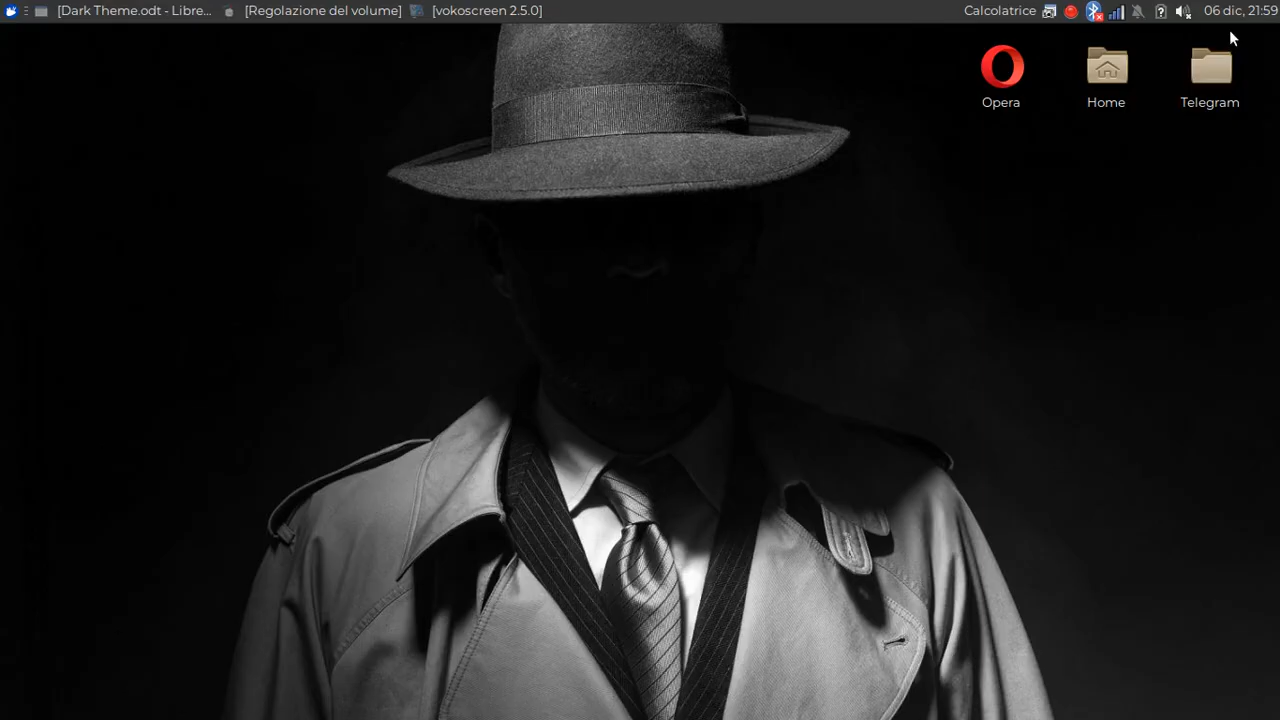 [Dark Theme.odt - Libre... [Regolazione del volume] [vokoscreen 2.5.0] Calcolatrice 06 dic, 21:59
Opera Home Telegram